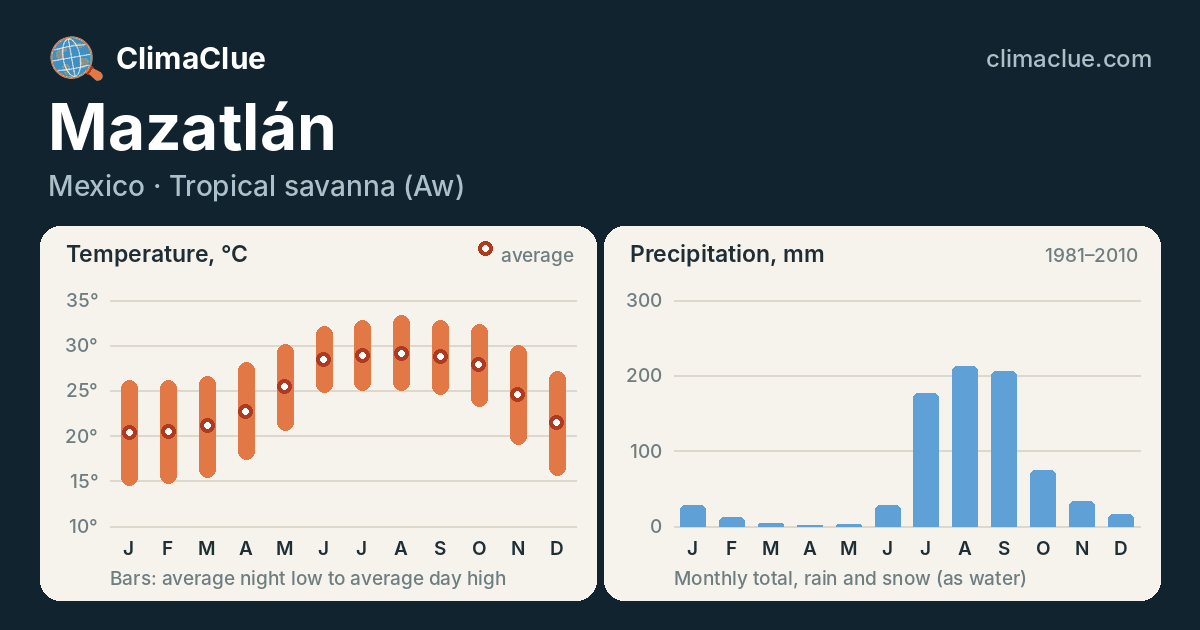 ClimaClue
climaclue.com
Mazatlán
Mexico · Tropical savanna (Aw)
Temperature, °C
average
35°
30°
25°
20°
15°
10°
J F M A M J J A S O N D
Bars: average night low to average day high
Precipitation, mm
1981–2010
300
200
100
0
J F M A M J J A S O N D
Monthly total, rain and snow (as water)